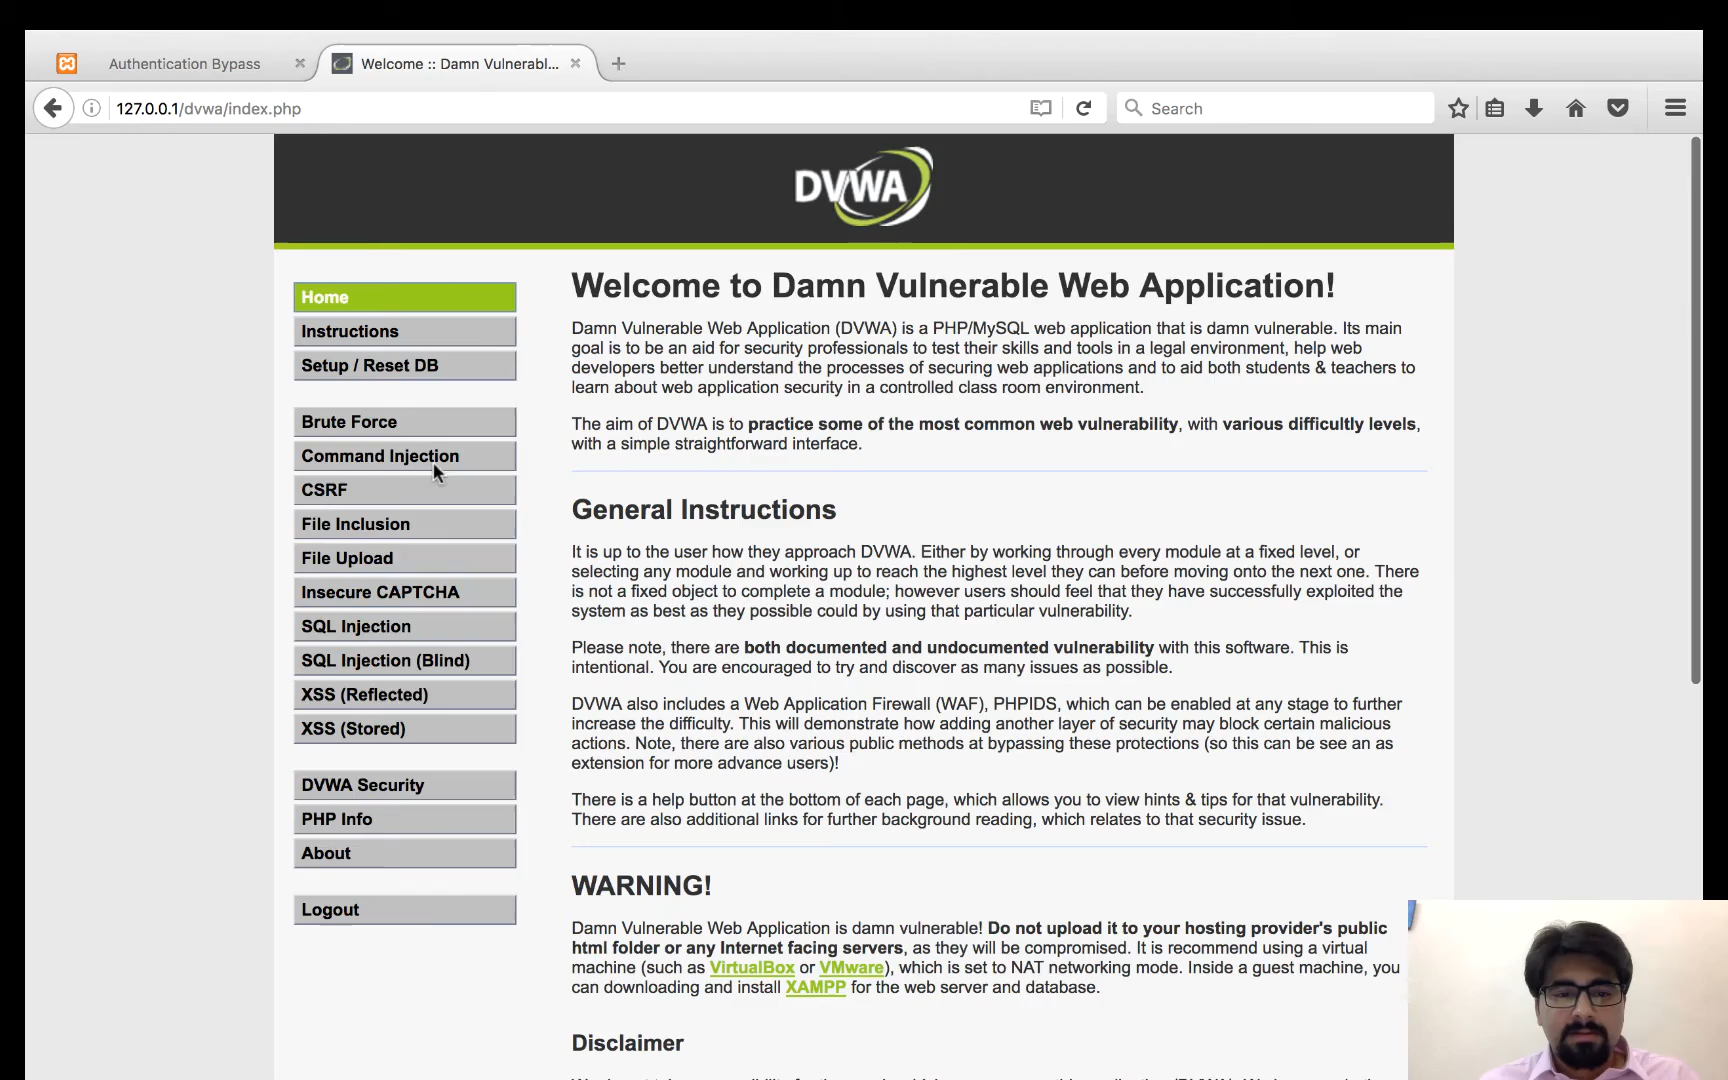 Authentication Bypass
Welcome :: Damn Vulnerabl...
127.0.0.1/dvwa/index.php
Search
DVWA
Home
Instructions
Setup / Reset DB
Brute Force
Command Injection
CSRF
File Inclusion
File Upload
Insecure CAPTCHA
SQL Injection
SQL Injection (Blind)
XSS (Reflected)
XSS (Stored)
DVWA Security
PHP Info
About
Logout
Welcome to Damn Vulnerable Web Application!
Damn Vulnerable Web Application (DVWA) is a PHP/MySQL web application that is damn vulnerable. Its main
goal is to be an aid for security professionals to test their skills and tools in a legal environment, help web
developers better understand the processes of securing web applications and to aid both students & teachers to
learn about web application security in a controlled class room environment.
The aim of DVWA is to practice some of the most common web vulnerability, with various difficultly levels,
with a simple straightforward interface.
General Instructions
It is up to the user how they approach DVWA. Either by working through every module at a fixed level, or
selecting any module and working up to reach the highest level they can before moving onto the next one. There
is not a fixed object to complete a module; however users should feel that they have successfully exploited the
system as best as they possible could by using that particular vulnerability.
Please note, there are both documented and undocumented vulnerability with this software. This is
intentional. You are encouraged to try and discover as many issues as possible.
DVWA also includes a Web Application Firewall (WAF), PHPIDS, which can be enabled at any stage to further
increase the difficulty. This will demonstrate how adding another layer of security may block certain malicious
actions. Note, there are also various public methods at bypassing these protections (so this can be see an as
extension for more advance users)!
There is a help button at the bottom of each page, which allows you to view hints & tips for that vulnerability.
There are also additional links for further background reading, which relates to that security issue.
WARNING!
Damn Vulnerable Web Application is damn vulnerable! Do not upload it to your hosting provider's public
html folder or any Internet facing servers, as they will be compromised. It is recommend using a virtual
machine (such as VirtualBox or VMware), which is set to NAT networking mode. Inside a guest machine, you
can downloading and install XAMPP for the web server and database.
Disclaimer